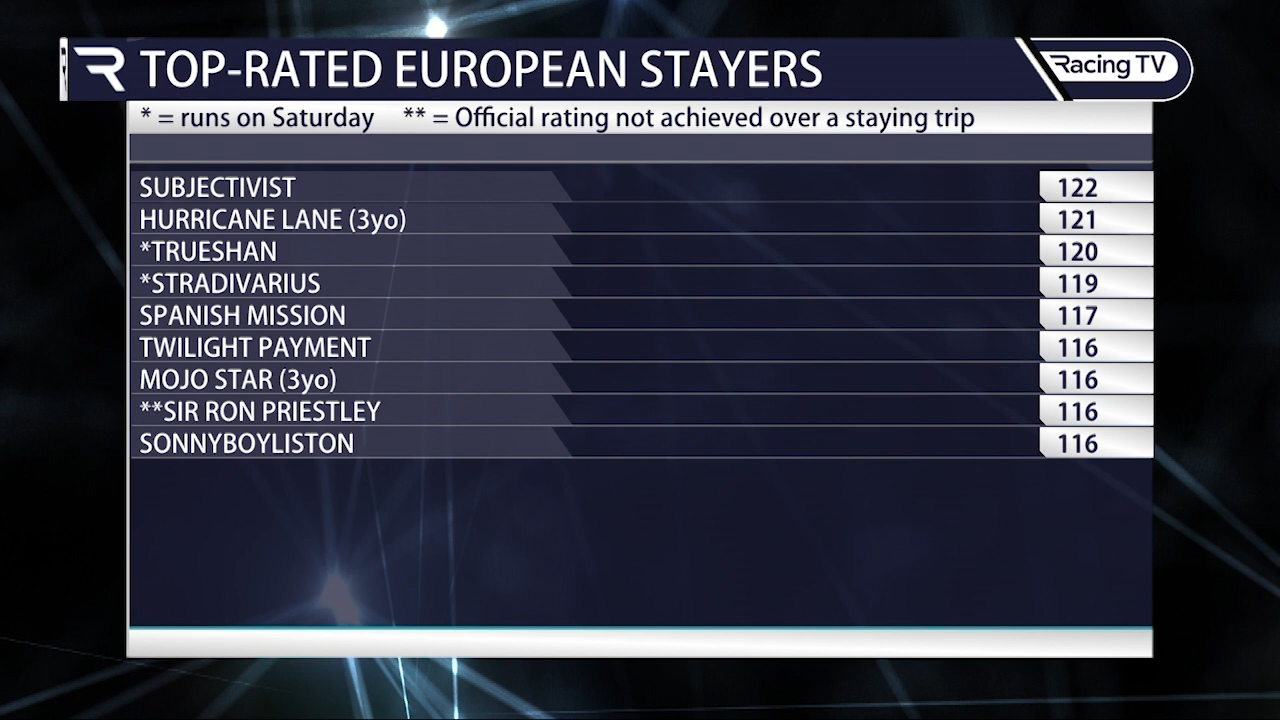 TOP-RATED EUROPEAN STAYERS
Racing TV
* = runs on Saturday ** = Official rating not achieved over a staying trip
SUBJECTIVIST 122
HURRICANE LANE (3yo) 121
*TRUESHAN 120
*STRADIVARIUS 119
SPANISH MISSION 117
TWILIGHT PAYMENT 116
MOJO STAR (3yo) 116
**SIR RON PRIESTLEY 116
SONNYBOYLISTON 116